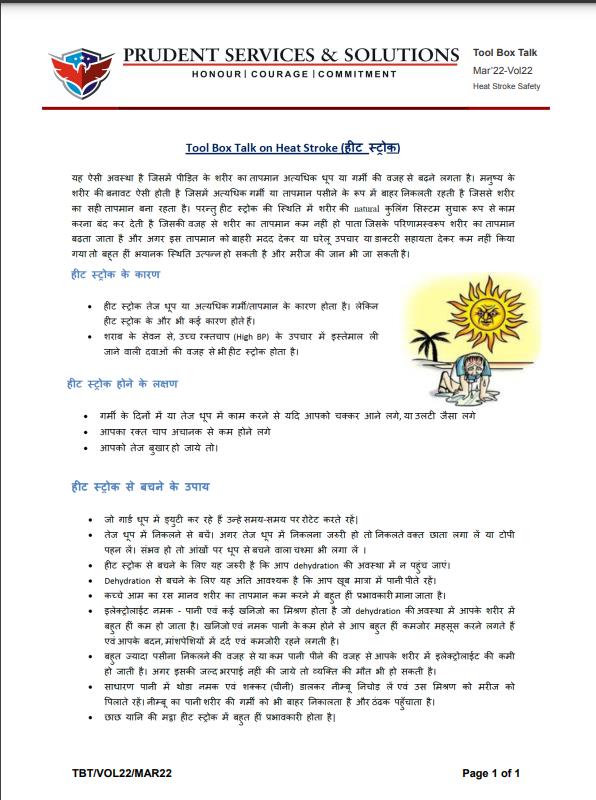 PRUDENT SERVICES & SOLUTIONS
HONOUR| COURAGE | COMMITMENT
Tool Box Talk
Mar'22-Vol22
Heat Stroke Safety
Tool Box Talk on Heat Stroke (हीट स्ट्रोक)
यह ऐसी अवस्था है जिसमें पीडित के शरीर का तापमान अत्यधिक धूप या गर्मी की वजह से बढने लगता है। मनुष्य के
शरीर की बनावट ऐसी होती है जिसमें अत्यधिक गर्मी या तापमान पसीने के रूप में बाहर निकलती रहती है जिससे शरीर
का सही तापमान बना रहता है। परन्तु हीट स्ट्रोक की स्थिति में शरीर की natural कुलिंग सिस्टम सुचारू रूप से काम
करना बंद कर देती है जिसकी वजह से शरीर का तापमान कम नहीं हो पाता जिसके परिणामस्वरूप शरीर का तापमान
बढता जाता है और अगर इस तापमान को बाहरी मदद देकर या घरेलू उपचार या डाक्टरी सहायता देकर कम नहीं किया
गया तो बहूत हीं भयानक स्थिति उत्पन्न हो सकती है और मरीज की जान भी जा सकती है।
हीट स्ट्रोक के कारण
• हीट स्ट्रोक तेज धूप या अत्यधिक गर्मी/तापमान के कारण होता है। लेकिन
हीट स्ट्रोक के और भी कई कारण होते हैं।
• शराब के सेवन से, उच्च रक्तचाप (High BP) के उपचार में इस्तेमाल ली
जाने वाली दवाओं की वजह से भी हीट स्ट्रोक होता है।
हीट स्ट्रोक होने के लक्षण
• गर्मी के दिनों में या तेज धूप में काम करने से यदि आपको चक्कर आने लगे, या उलटी जैसा लगे
• आपका रक्त चाप अचानक से कम होने लगे
• आपको तेज बुखार हो जाये तो।
हीट स्ट्रोक से बचने के उपाय
• जो गार्ड धूप में ड्युटी कर रहे हैं उन्हे समय-समय पर रोटेट करते रहें|
• तेज धूप में निकलने से बचें। अगर तेज धूप में निकलना जरुरी हो तो निकलते वक्त छाता लगा लें या टोपी
पहन लें। संभव हो तो आंखों पर धूप से बचने वाला चश्मा भी लगा लें ।
• हीट स्ट्रोक से बचने के लिए यह जरुरी है कि आप dehydration की अवस्था में न पहुंच जाएं।
• Dehydration से बचने के लिए यह अति आवश्यक है कि आप खूब मात्रा में पानी पीते रहें।
• कच्चे आम का रस मानव शरीर का तापमान कम करने में बहूत हीं प्रभावकारी माना जाता है।
• इलेक्ट्रोलाईट नमक - पानी एवं कई खनिजो का मिश्रण होता है जो dehydration की अवस्था में आपके शरीर में
बहूत हीं कम हो जाता है। खनिजो एवं नमक पानी के कम होने से आप बहूत हीं कमजोर महसूस करने लगते हैं
एवं आपके बदन, मांशपेशियों में दर्द एवं कमजोरी रहने लगती है।
• बहूत ज्यादा पसीना निकलने की वजह से या कम पानी पीने की वजह से आपके शरीर में इलेक्ट्रोलाईट की कमी
हो जाती है। अगर इसकी जल्द भरपाई नहीं की जाये तो व्यक्ति की मौत भी हो सकती है।
• साधारण पानी में थोडा नमक एवं शक्कर (चीनी) डालकर नीम्बू निचोड़ लें एवं उस मिश्रण को मरीज को
पिलाते रहें। नीम्बू का पानी शरीर की गर्मी को भी बाहर निकालता है और ठंढक पहुँचाता है।
• छाछ यानि की मठ्ठा हीट स्ट्रोक में बहूत हीं प्रभावकारी होता है|
TBT/VOL22/MAR22
Page 1 of 1